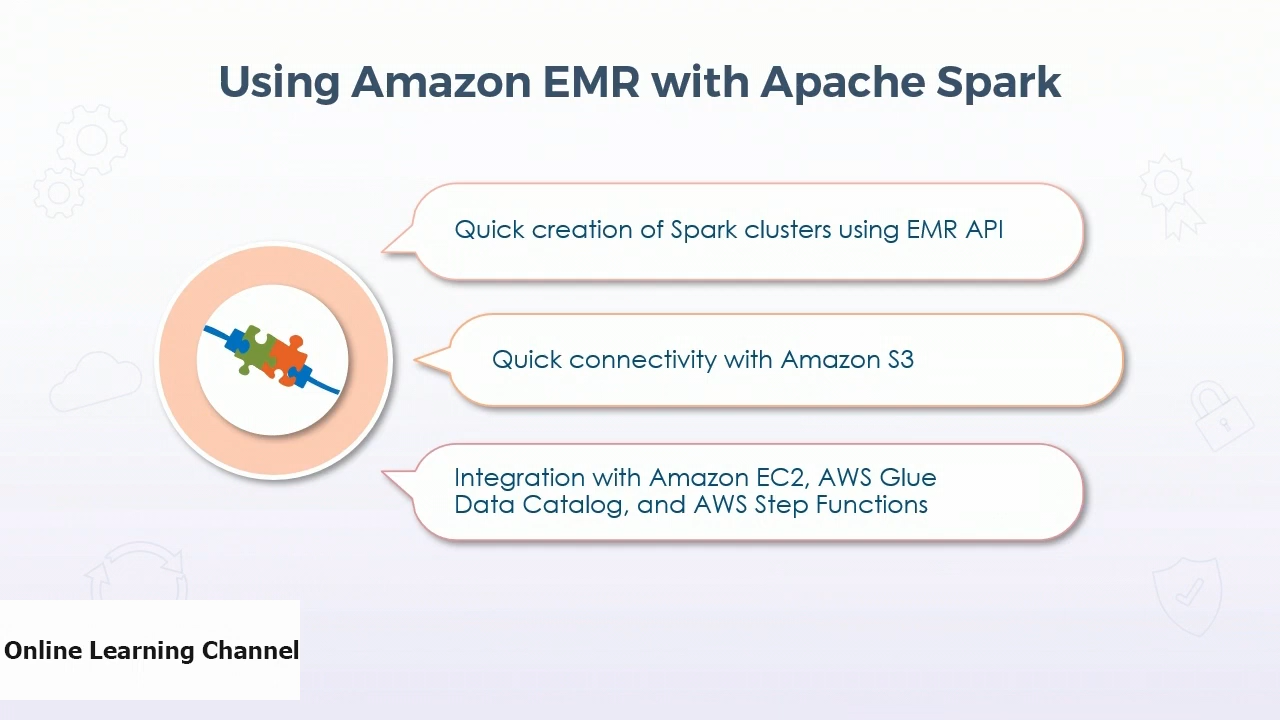 Using Amazon EMR with Apache Spark
Quick creation of Spark clusters using EMR API
Quick connectivity with Amazon S3
Integration with Amazon EC2, AWS Glue
Data Catalog, and AWS Step Functions
Online Learning Channel